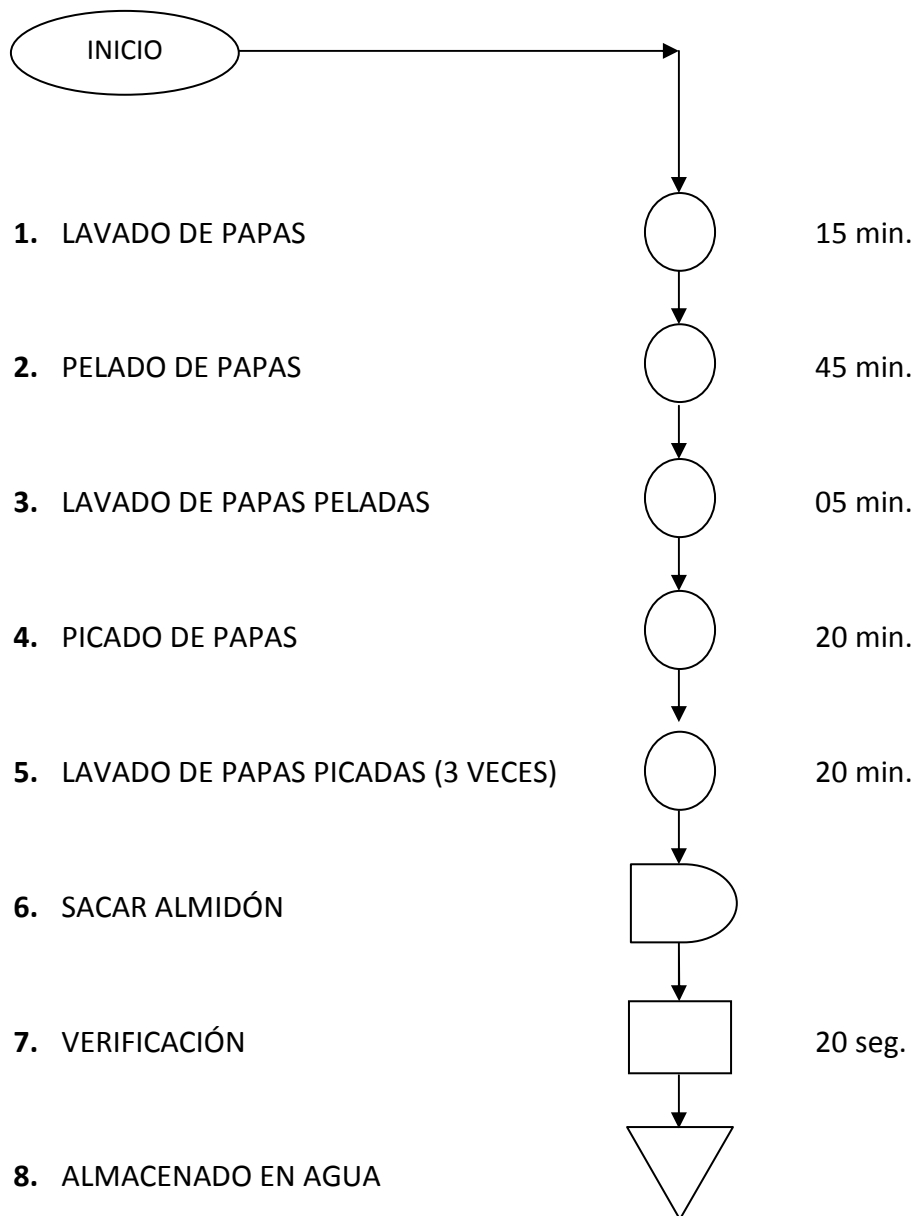 INICIO
1. LAVADO DE PAPAS 15 min.
2. PELADO DE PAPAS 45 min.
3. LAVADO DE PAPAS PELADAS 05 min.
4. PICADO DE PAPAS 20 min.
5. LAVADO DE PAPAS PICADAS (3 VECES) 20 min.
6. SACAR ALMIDÓN
7. VERIFICACIÓN 20 seg.
8. ALMACENADO EN AGUA